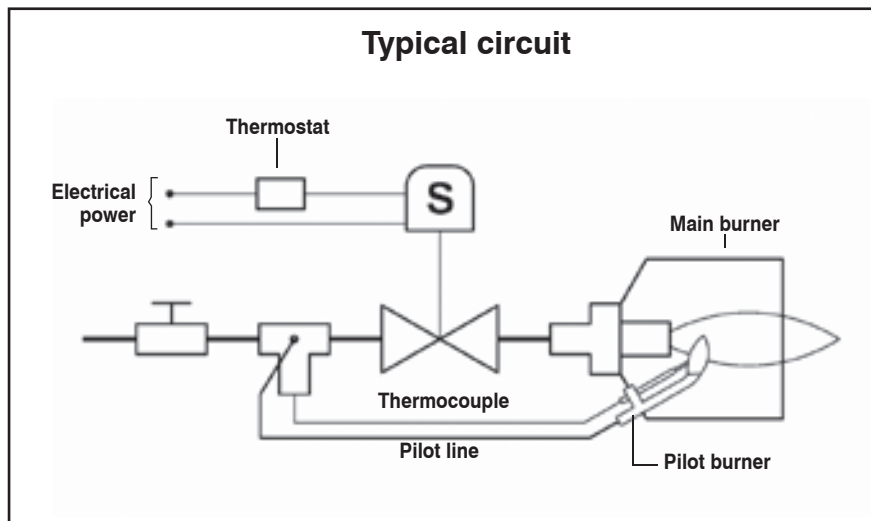 Typical circuit
Thermostat
Electrical
power
S
Main burner
Thermocouple
Pilot line
Pilot burner